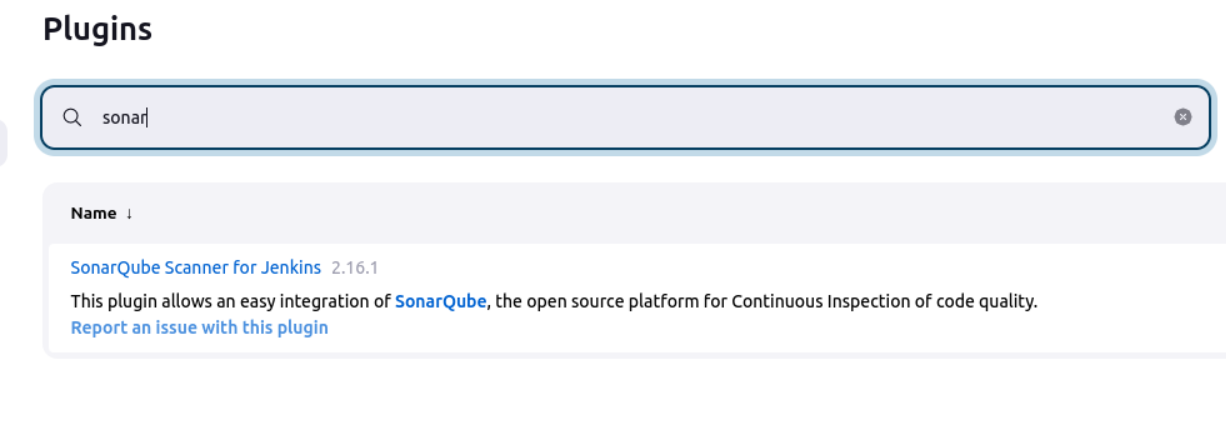 Plugins
sonar
Name ↓
SonarQube Scanner for Jenkins 2.16.1
This plugin allows an easy integration of SonarQube, the open source platform for Continuous Inspection of code quality.
Report an issue with this plugin